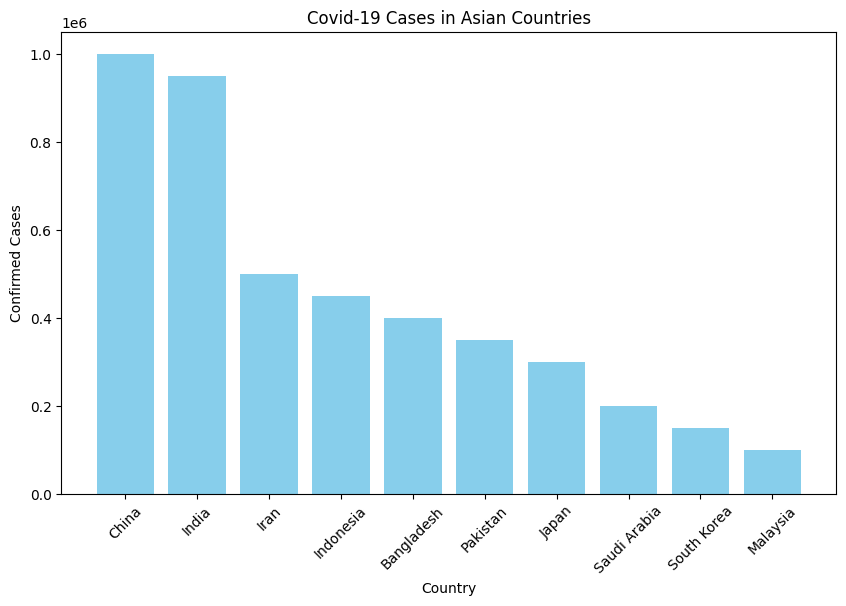 Covid-19 Cases in Asian Countries
1e6
1.0
0.8
0.6
0.4
0.2
0.0
Confirmed Cases
China
India
Iran
Indonesia
Bangladesh
Pakistan
Japan
Saudi Arabia
South Korea
Malaysia
Country